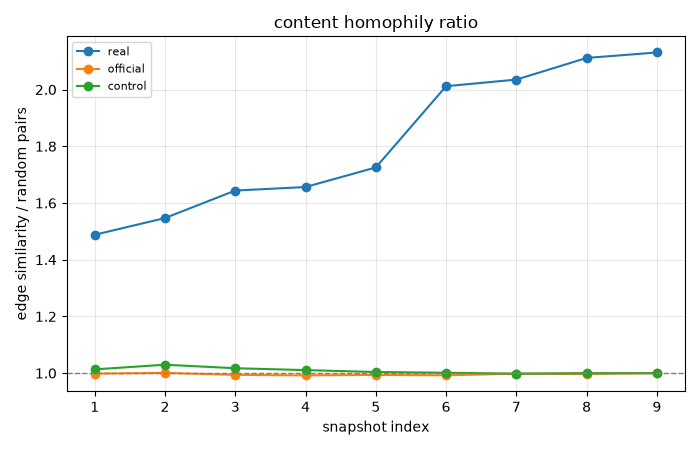 content homophily ratio
real
official
control
edge similarity / random pairs
2.0
1.8
1.6
1.4
1.2
1.0
1 2 3 4 5 6 7 8 9
snapshot index